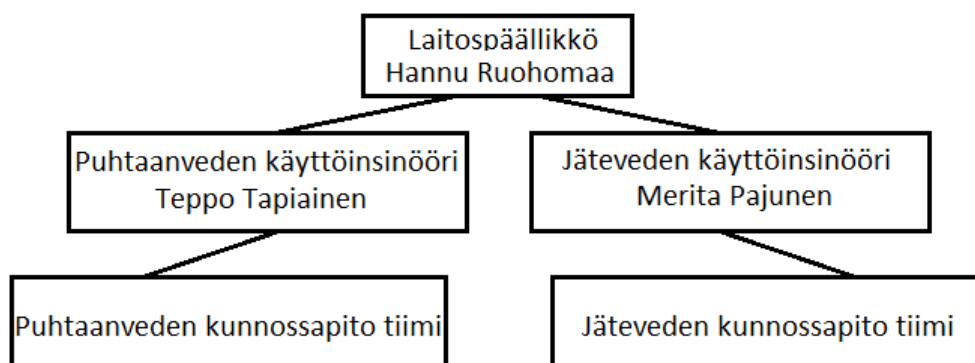 Laitospäällikkö
Hannu Ruohomaa
Puhtaanveden käyttöinsinööri
Teppo Tapiainen
Jäteveden käyttöinsinööri
Merita Pajunen
Puhtaanveden kunnossapito tiimi
Jäteveden kunnossapito tiimi